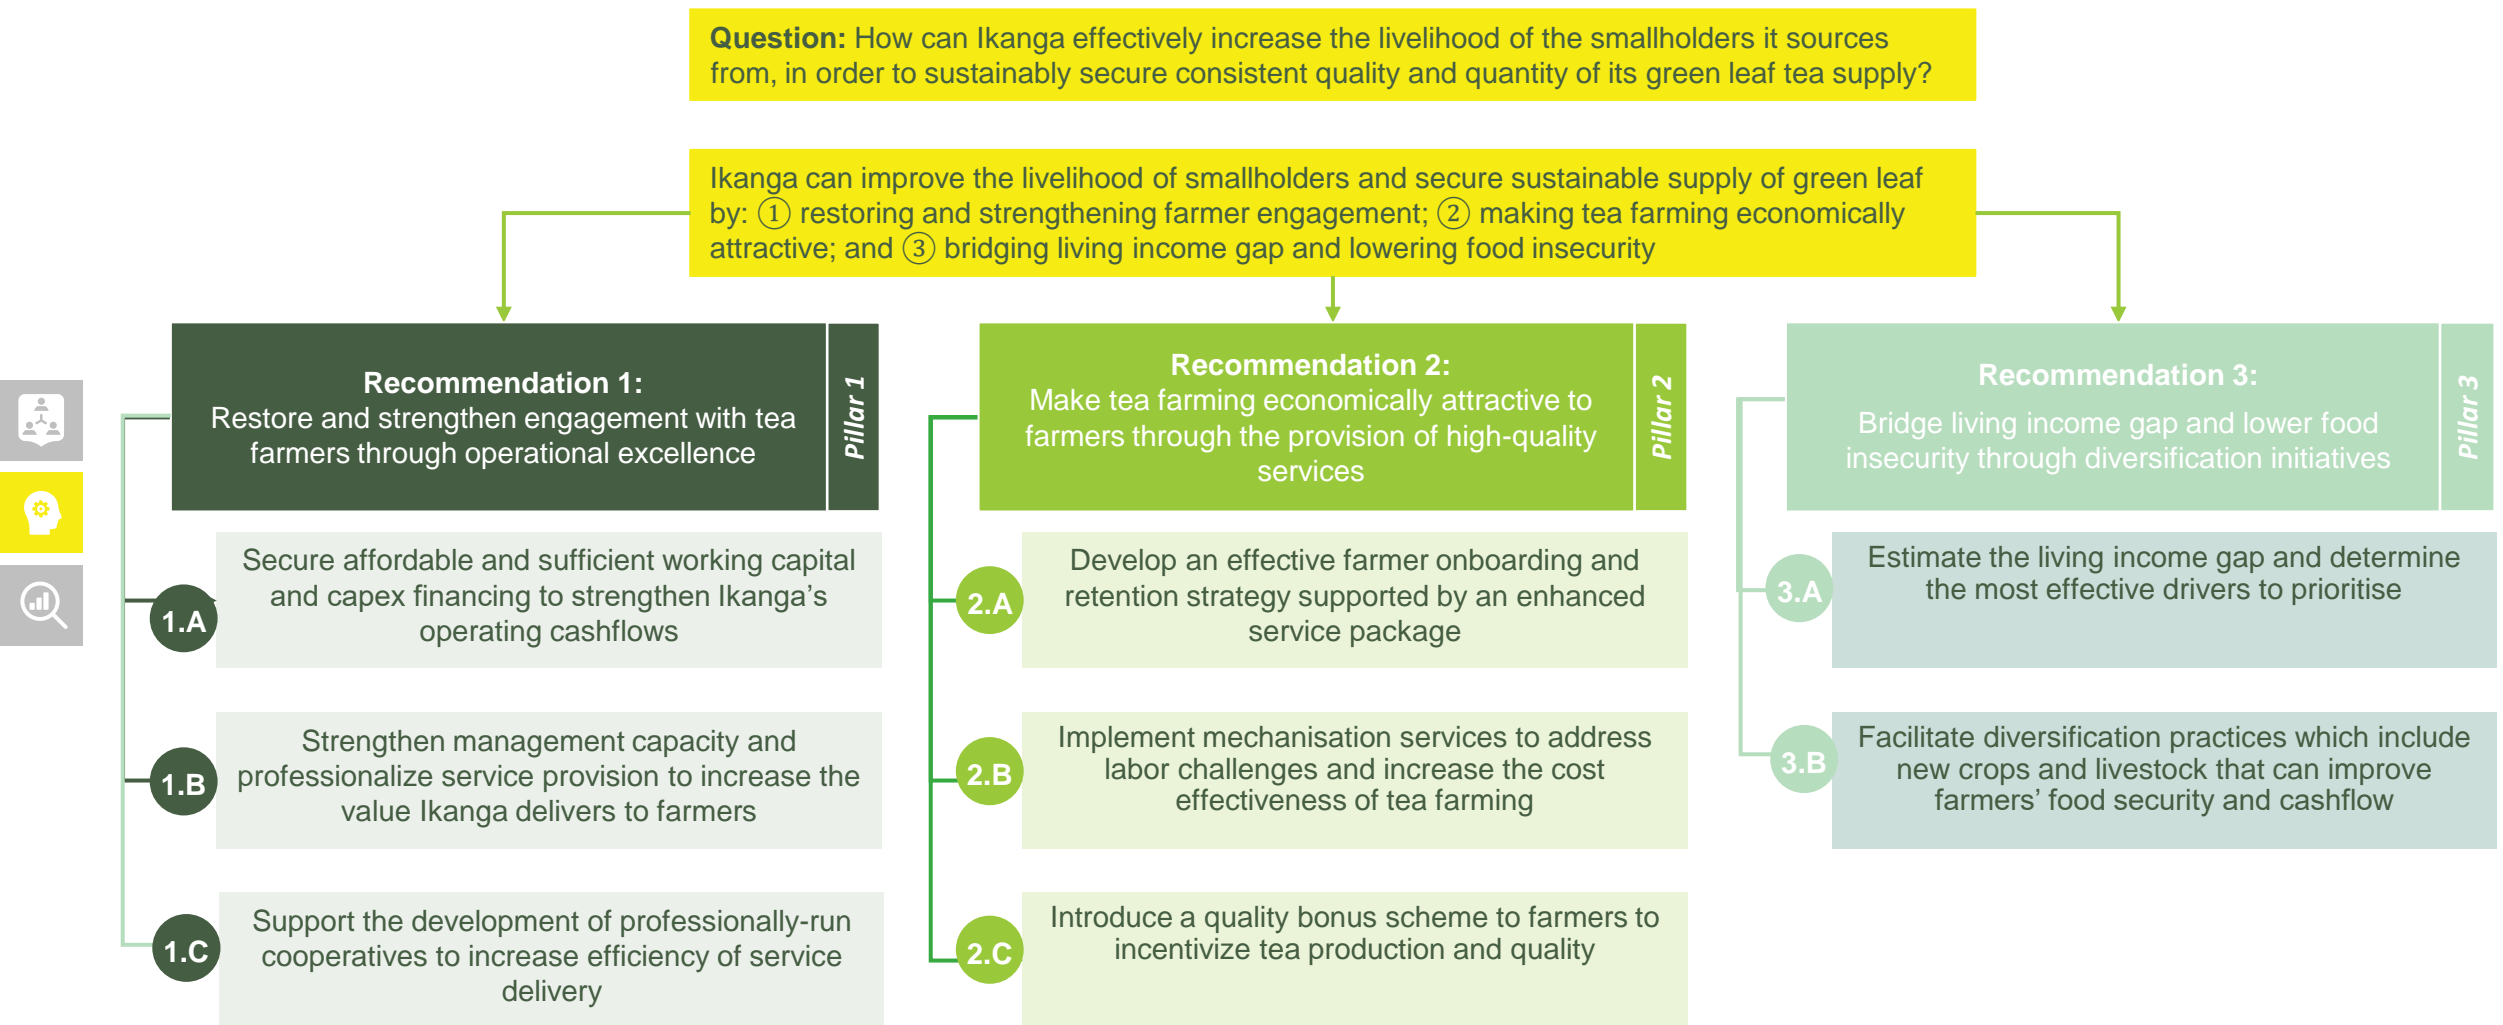 Question: How can Ikanga effectively increase the livelihood of the smallholders it sources
from, in order to sustainably secure consistent quality and quantity of its green leaf tea supply?
Ikanga can improve the livelihood of smallholders and secure sustainable supply of green leaf
by: ① restoring and strengthening farmer engagement; ② making tea farming economically
attractive; and ③ bridging living income gap and lowering food insecurity
Recommendation 1:
Restore and strengthen engagement with tea
farmers through operational excellence
Pillar 1
1.A
Secure affordable and sufficient working capital
and capex financing to strengthen Ikanga’s
operating cashflows
1.B
Strengthen management capacity and
professionalize service provision to increase the
value Ikanga delivers to farmers
1.C
Support the development of professionally-run
cooperatives to increase efficiency of service
delivery
Recommendation 2:
Make tea farming economically attractive to
farmers through the provision of high-quality
services
Pillar 2
2.A
Develop an effective farmer onboarding and
retention strategy supported by an enhanced
service package
2.B
Implement mechanisation services to address
labor challenges and increase the cost
effectiveness of tea farming
2.C
Introduce a quality bonus scheme to farmers to
incentivize tea production and quality
Recommendation 3:
Bridge living income gap and lower food
insecurity through diversification initiatives
Pillar 3
3.A
Estimate the living income gap and determine
the most effective drivers to prioritise
3.B
Facilitate diversification practices which include
new crops and livestock that can improve
farmers’ food security and cashflow